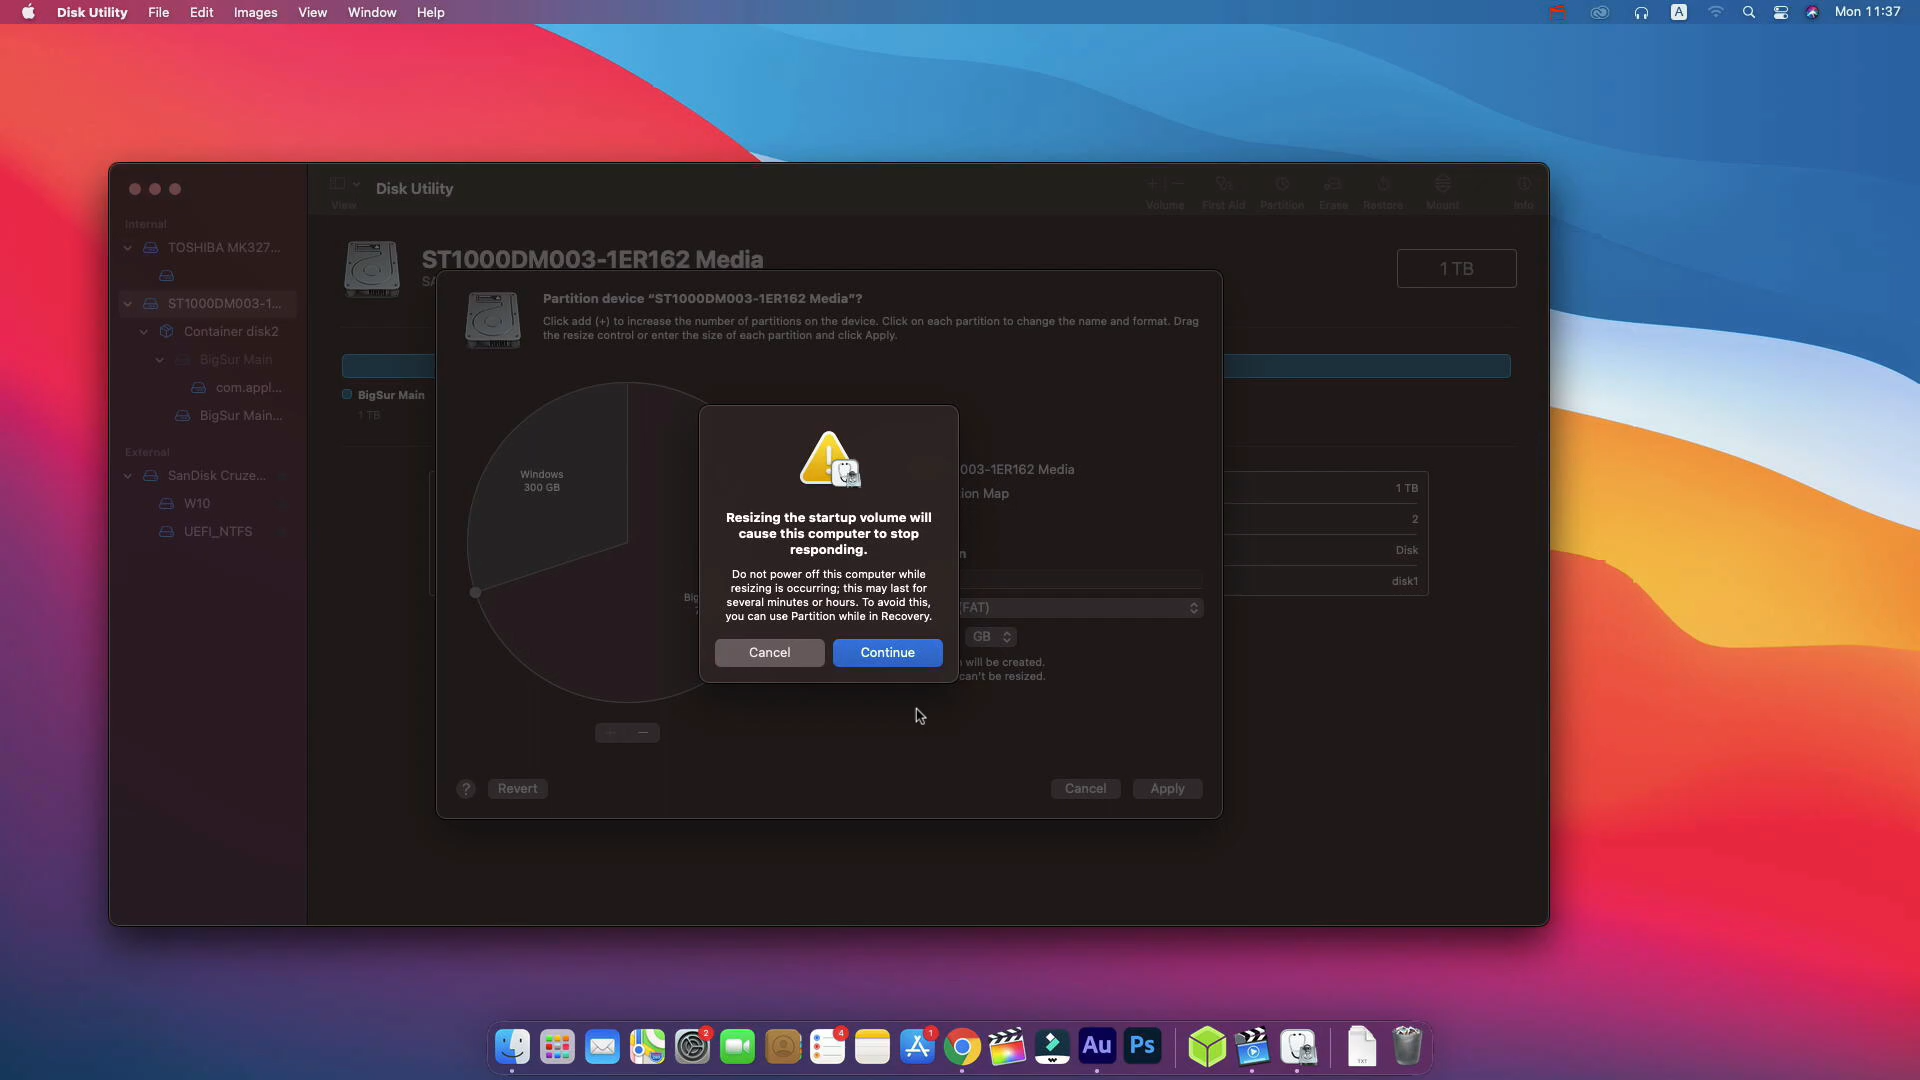 Disk Utility File Edit Images View Window Help
A Mon 11:37
Disk Utility
View
Volume First Aid Partition Erase Restore Mount Info
Internal
TOSHIBA MK327...
ST1000DM003-1...
Container disk2
BigSur Main
com.appl...
BigSur Main...
External
SanDisk Cruze...
W10
UEFI_NTFS
ST1000DM003-1ER162 Media
1 TB
BigSur Main
1 TB
Partition device “ST1000DM003-1ER162 Media”?
Click add (+) to increase the number of partitions on the device. Click on each partition to change the name and format. Drag
the resize control or enter the size of each partition and click Apply.
Windows
300 GB
003-1ER162 Media
ion Map
(FAT)
GB
will be created.
can't be resized.
1 TB
2
Disk
disk1
Resizing the startup volume will
cause this computer to stop
responding.
Do not power off this computer while
resizing is occurring; this may last for
several minutes or hours. To avoid this,
you can use Partition while in Recovery.
Cancel Continue
+ −
? Revert
Cancel Apply
2
4
1
Au
Ps
TXT